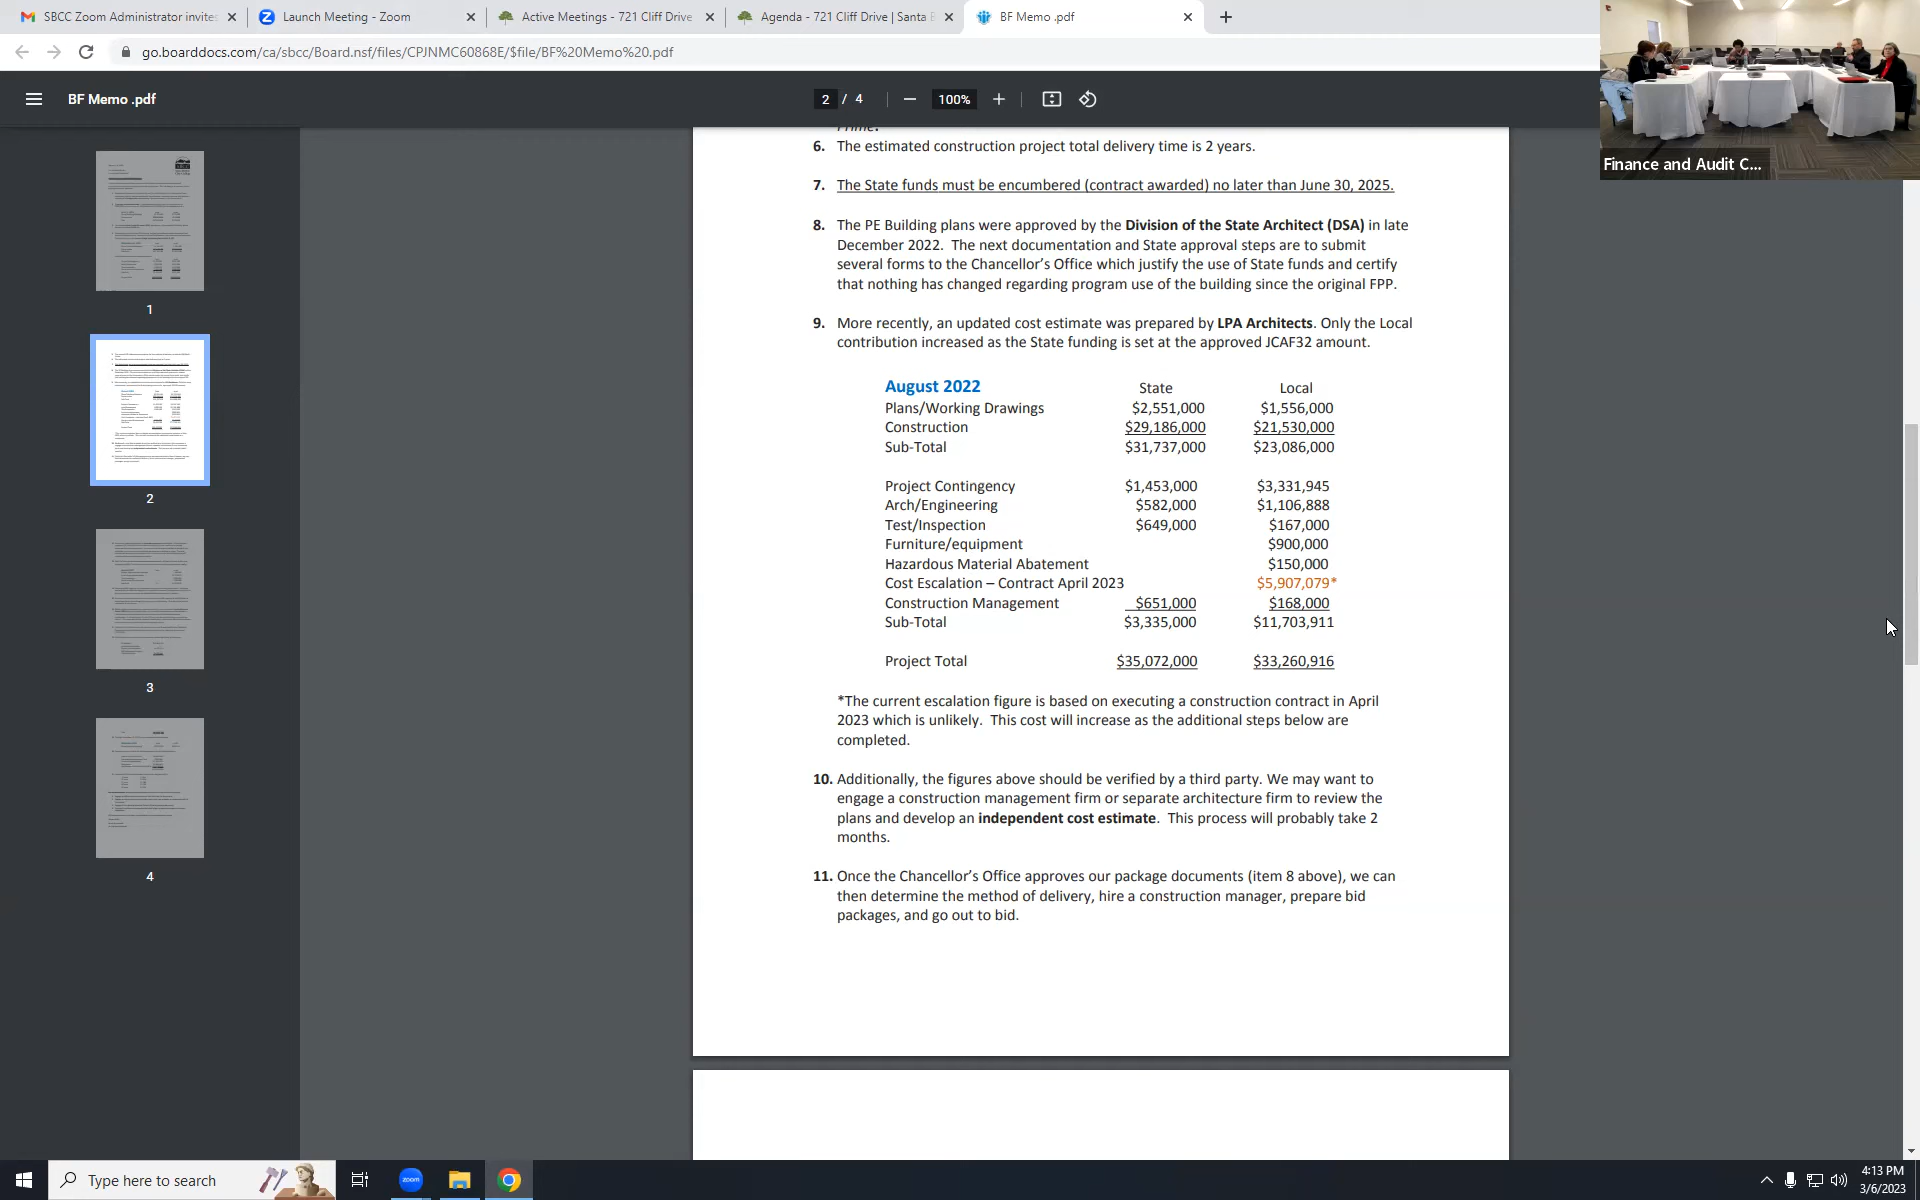 SBCC Zoom Administrator invites
Launch Meeting - Zoom
Active Meetings - 721 Cliff Drive
Agenda - 721 Cliff Drive | Santa B
BF Memo .pdf
go.boarddocs.com/ca/sbcc/Board.nsf/files/CPJNMC60868E/$file/BF%20Memo%20.pdf
BF Memo .pdf
2 / 4
100%
Finance and Audit C...
1
2
3
4
Prime.
6. The estimated construction project total delivery time is 2 years.
7. The State funds must be encumbered (contract awarded) no later than June 30, 2025.
8. The PE Building plans were approved by the Division of the State Architect (DSA) in late
December 2022. The next documentation and State approval steps are to submit
several forms to the Chancellor's Office which justify the use of State funds and certify
that nothing has changed regarding program use of the building since the original FPP.
9. More recently, an updated cost estimate was prepared by LPA Architects. Only the Local
contribution increased as the State funding is set at the approved JCAF32 amount.
August 2022 State Local
Plans/Working Drawings $2,551,000 $1,556,000
Construction $29,186,000 $21,530,000
Sub-Total $31,737,000 $23,086,000
Project Contingency $1,453,000 $3,331,945
Arch/Engineering $582,000 $1,106,888
Test/Inspection $649,000 $167,000
Furniture/equipment $900,000
Hazardous Material Abatement $150,000
Cost Escalation – Contract April 2023 $5,907,079*
Construction Management $651,000 $168,000
Sub-Total $3,335,000 $11,703,911
Project Total $35,072,000 $33,260,916
*The current escalation figure is based on executing a construction contract in April
2023 which is unlikely. This cost will increase as the additional steps below are
completed.
10. Additionally, the figures above should be verified by a third party. We may want to
engage a construction management firm or separate architecture firm to review the
plans and develop an independent cost estimate. This process will probably take 2
months.
11. Once the Chancellor's Office approves our package documents (item 8 above), we can
then determine the method of delivery, hire a construction manager, prepare bid
packages, and go out to bid.
Type here to search
zoom
4:13 PM
3/6/2023